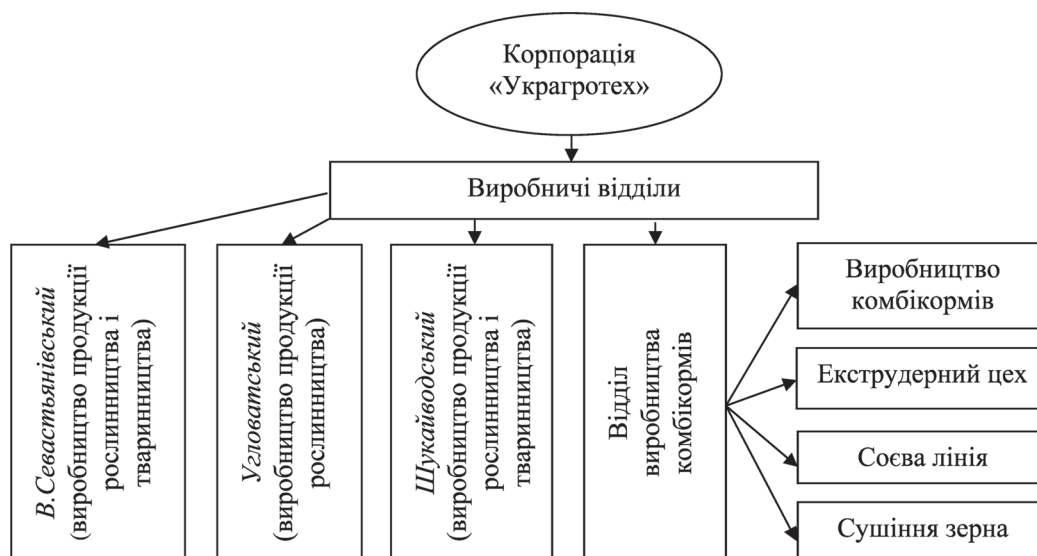 Корпорація
«Украгротех»
Виробничі відділи
В.Севастьянівський
(виробництво продукції
рослинництва і
тваринництва)
Угловатський
(виробництво продукції
рослинництва)
Шукайводський
(виробництво продукції
рослинництва і
тваринництва)
Відділ
виробництва
комбікормів
Виробництво
комбікормів
Екструдерний цех
Соєва лінія
Сушіння зерна